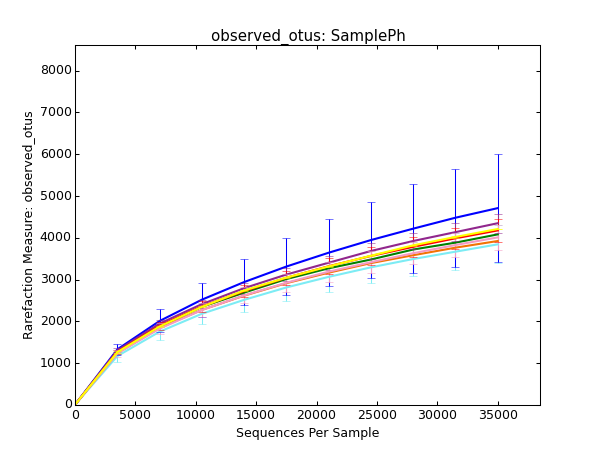 observed_otus: SamplePh
8000
7000
6000
5000
4000
3000
2000
1000
0
Rarefaction Measure: observed_otus
0 5000 10000 15000 20000 25000 30000 35000
Sequences Per Sample